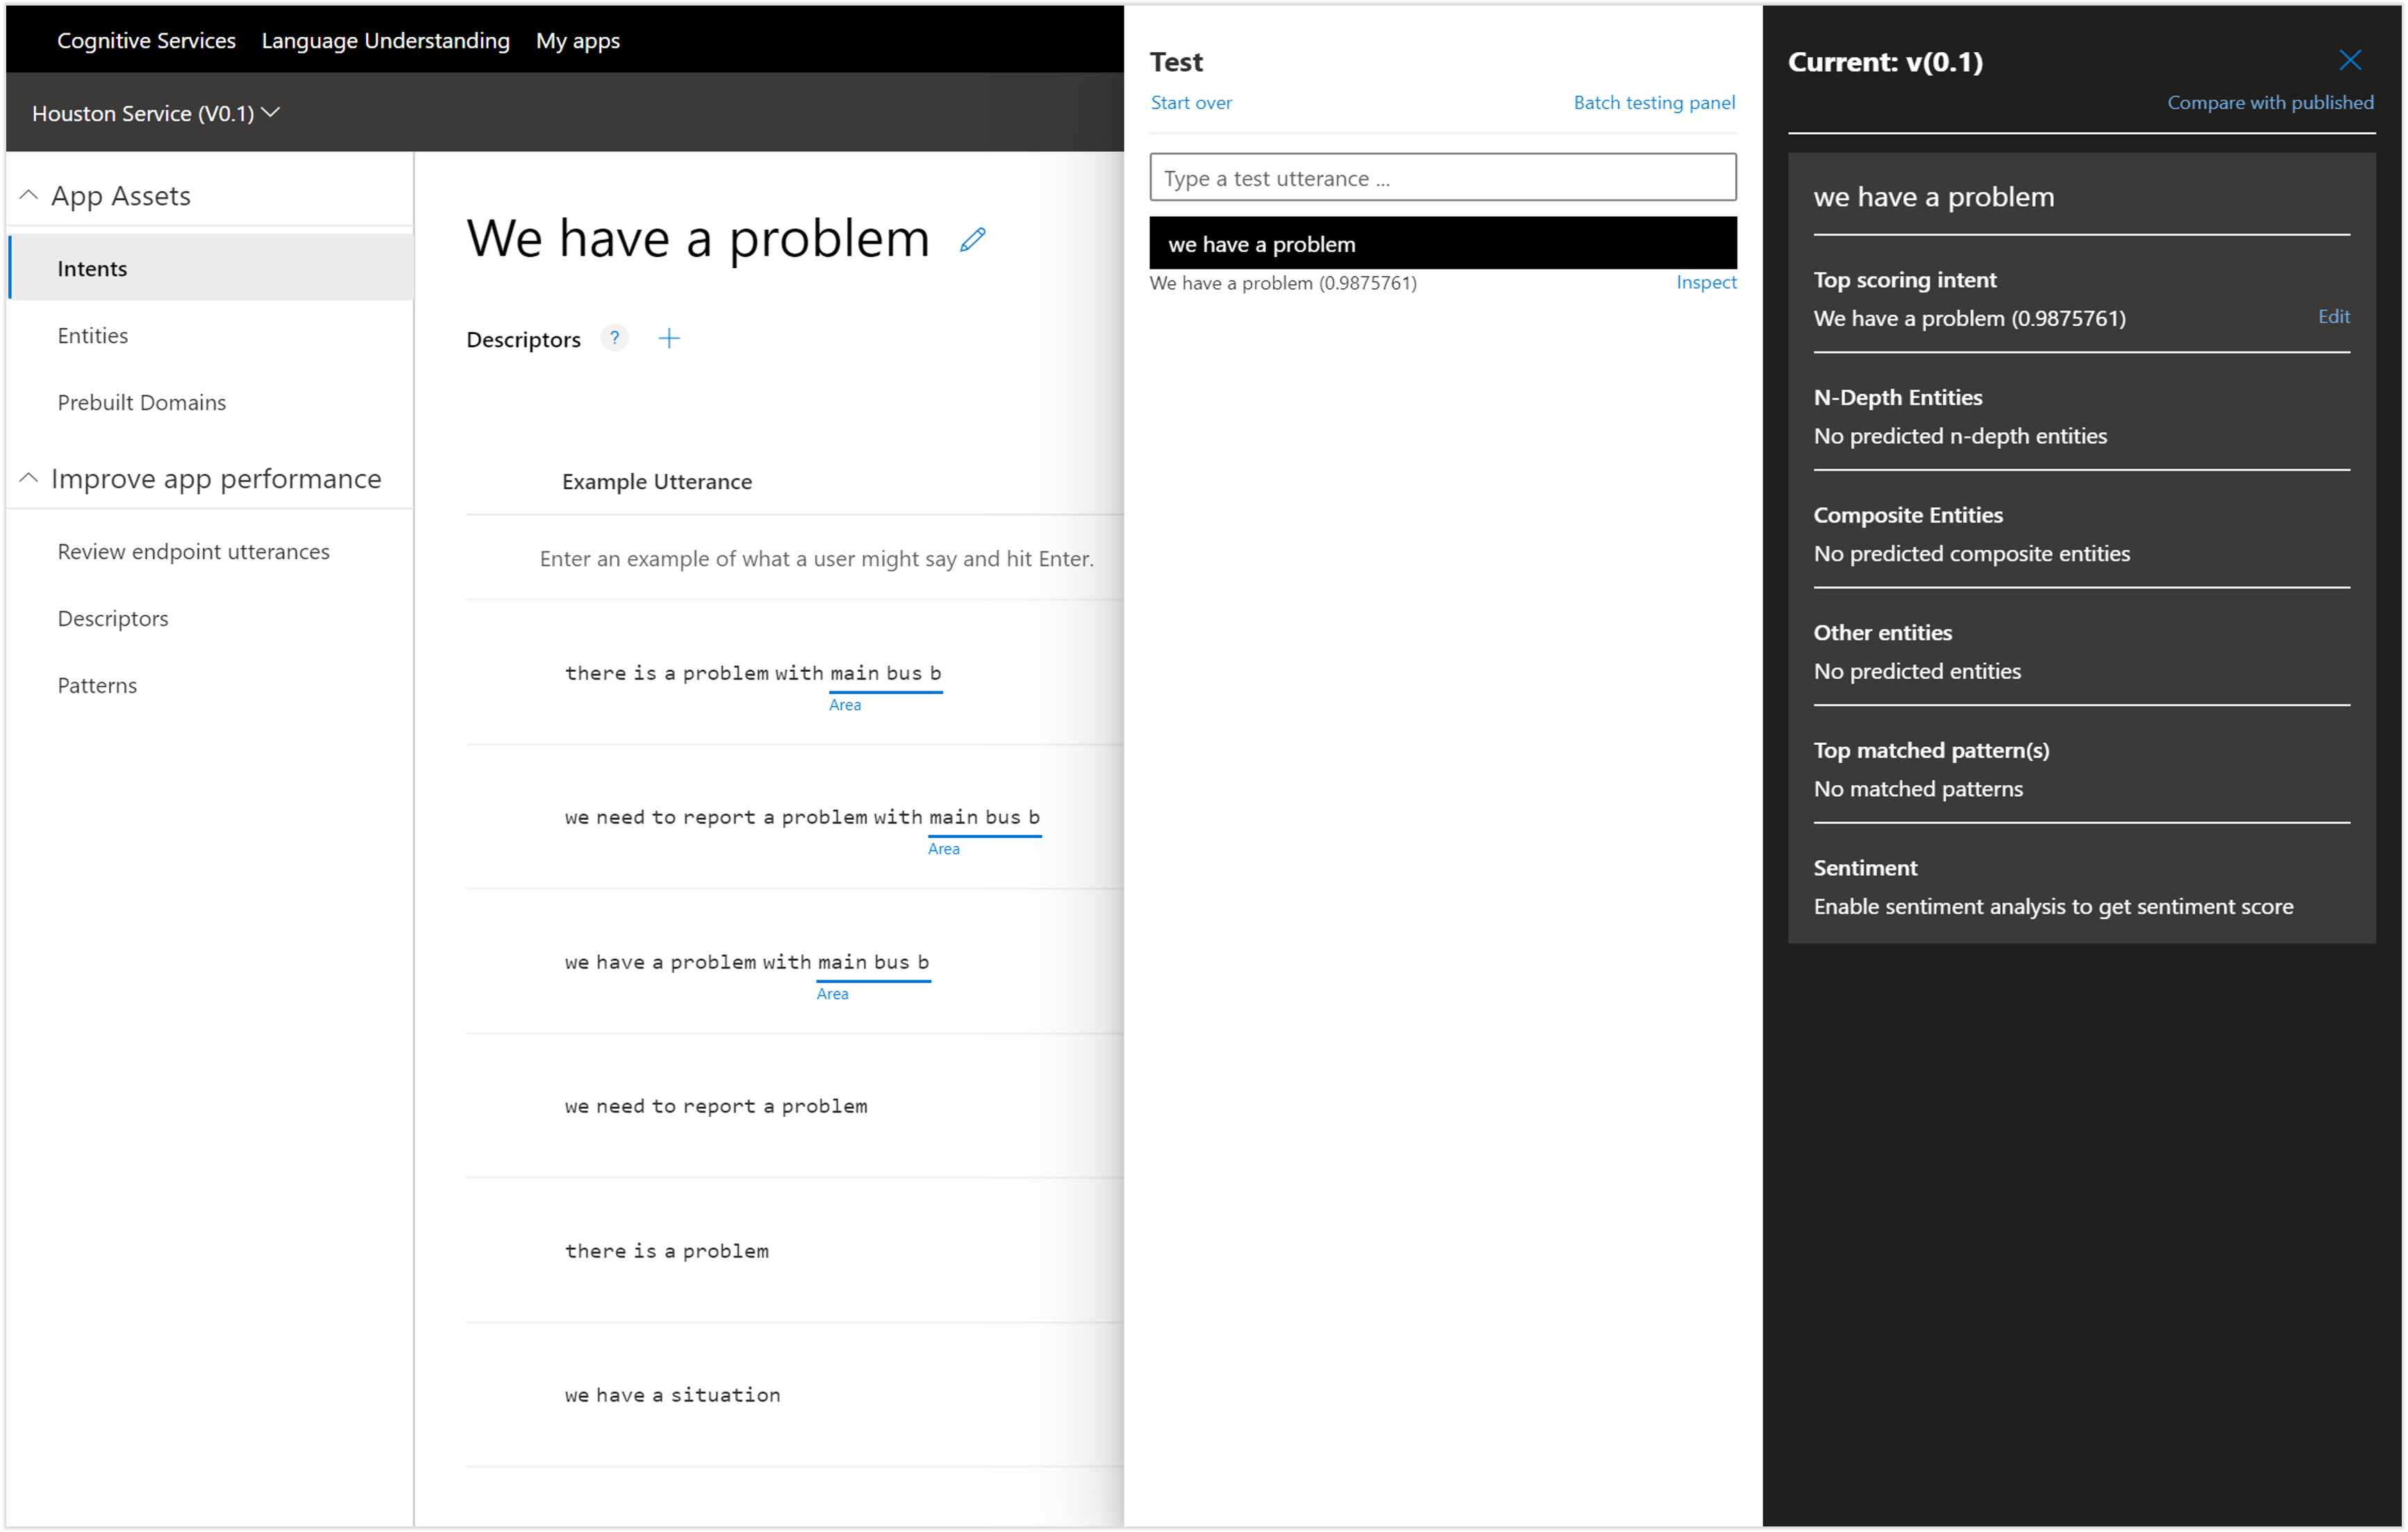 Cognitive Services Language Understanding My apps
Houston Service (V0.1)
App Assets
Intents
Entities
Prebuilt Domains
Improve app performance
Review endpoint utterances
Descriptors
Patterns
We have a problem
Descriptors ?
Example Utterance
Enter an example of what a user might say and hit Enter.
there is a problem with main bus b
Area
we need to report a problem with main bus b
Area
we have a problem with main bus b
Area
we need to report a problem
there is a problem
we have a situation
Test
Start over Batch testing panel
Type a test utterance ...
we have a problem
We have a problem (0.9875761) Inspect
Current: v(0.1)
Compare with published
we have a problem
Top scoring intent
We have a problem (0.9875761) Edit
N-Depth Entities
No predicted n-depth entities
Composite Entities
No predicted composite entities
Other entities
No predicted entities
Top matched pattern(s)
No matched patterns
Sentiment
Enable sentiment analysis to get sentiment score